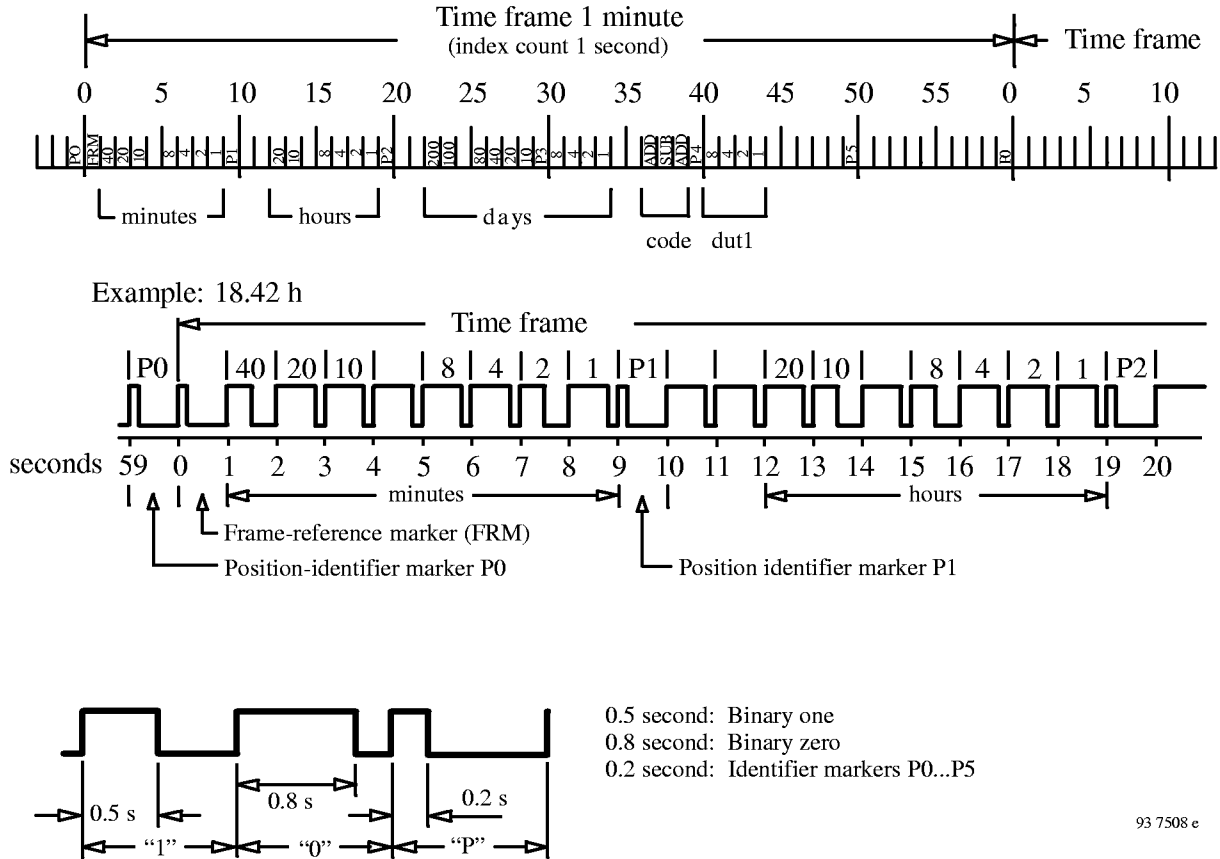 Time frame 1 minute
(index count 1 second)
Time frame
0 5 10 15 20 25 30 35 40 45 50 55 0 5 10
PO FRM 40 20 10 8 4 2 1 P1 20 10 8 4 2 1 P2 200 100 80 40 20 10 P3 8 4 2 1 ADD SUB ADD P4 8 4 2 1 P5 P0
minutes hours days code dut1
Example: 18.42 h
Time frame
P0 40 20 10 8 4 2 1 P1 20 10 8 4 2 1 P2
seconds 59 0 1 2 3 4 5 6 7 8 9 10 11 12 13 14 15 16 17 18 19 20
minutes hours
Frame-reference marker (FRM)
Position-identifier marker P0 Position identifier marker P1
0.5 second: Binary one
0.8 second: Binary zero
0.2 second: Identifier markers P0...P5
0.5 s 0.8 s 0.2 s
“1” “0” “P”
93 7508 e